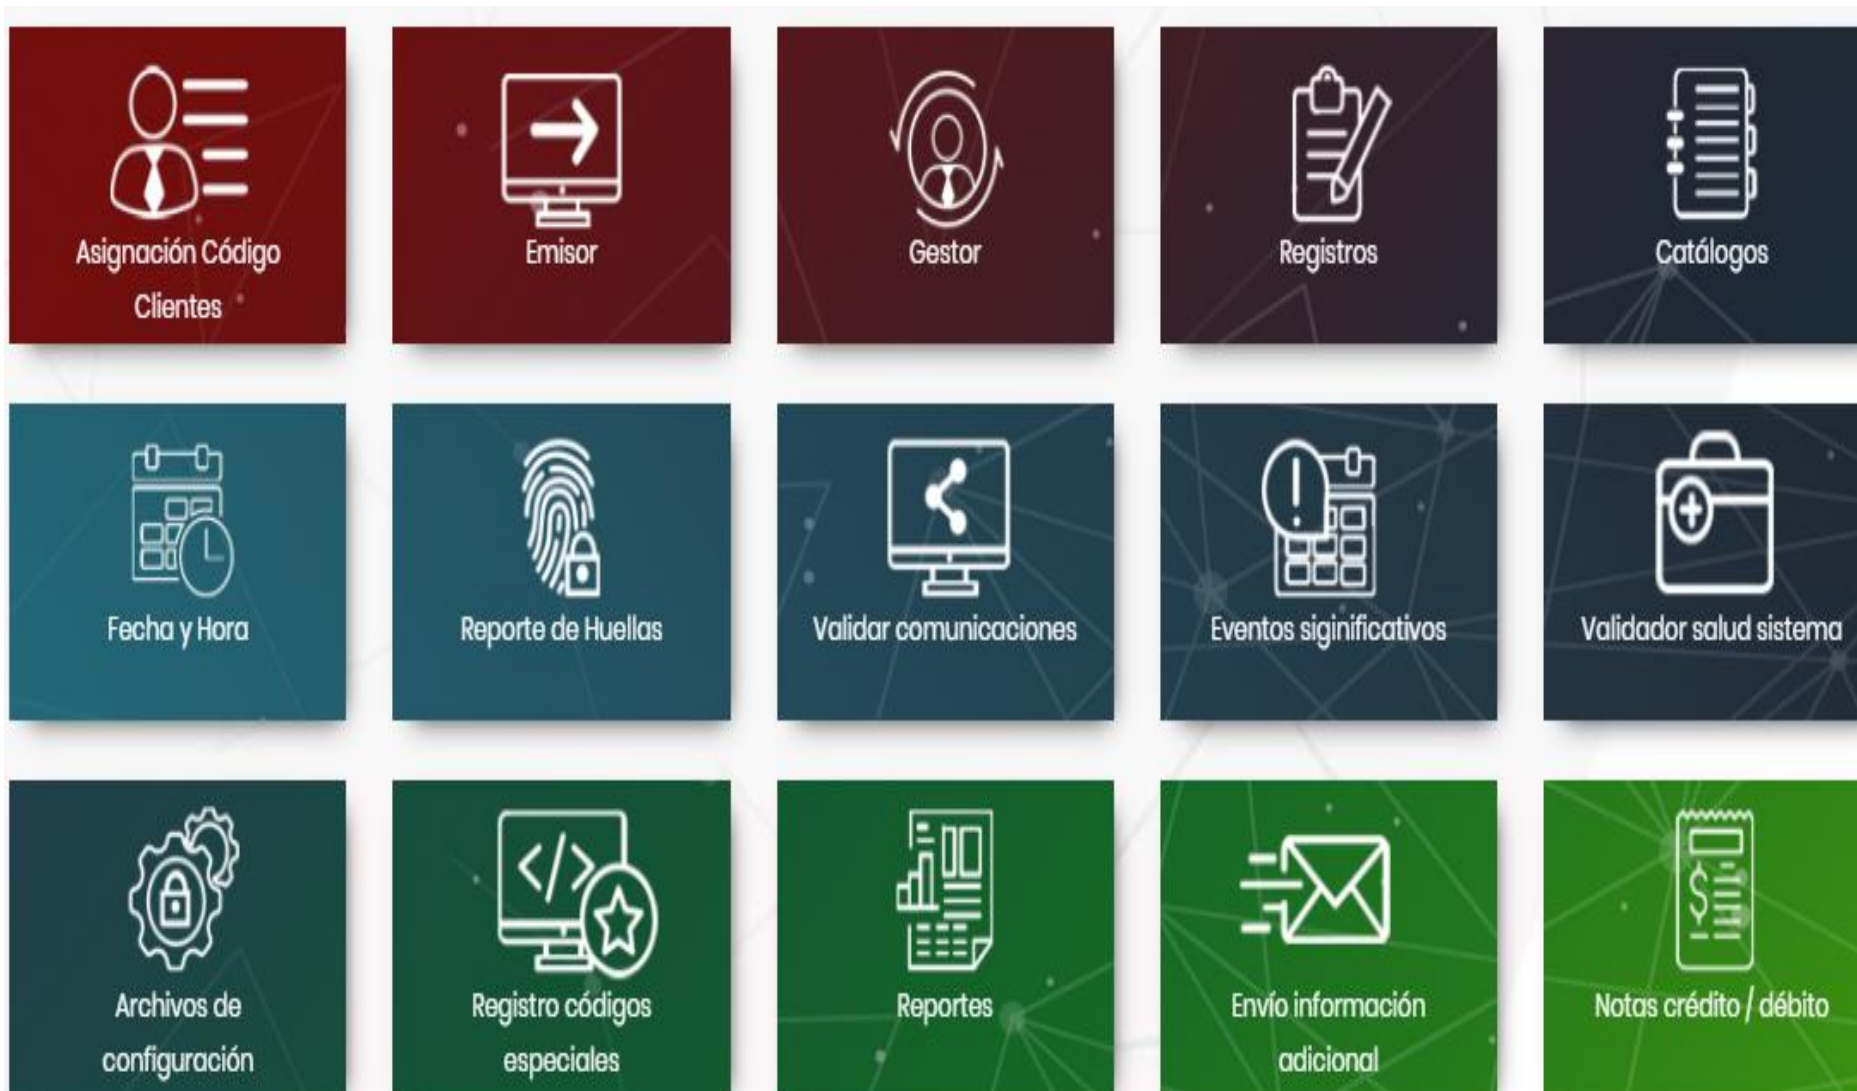 Asignación Código
Clientes
Emisor
Gestor
Registros
Catálogos
Fecha y Hora
Reporte de Huellas
Validar comunicaciones
Eventos siginificativos
Validador salud sistema
Archivos de
configuración
Registro códigos
especiales
Reportes
Envío información
adicional
Notas crédito / débito